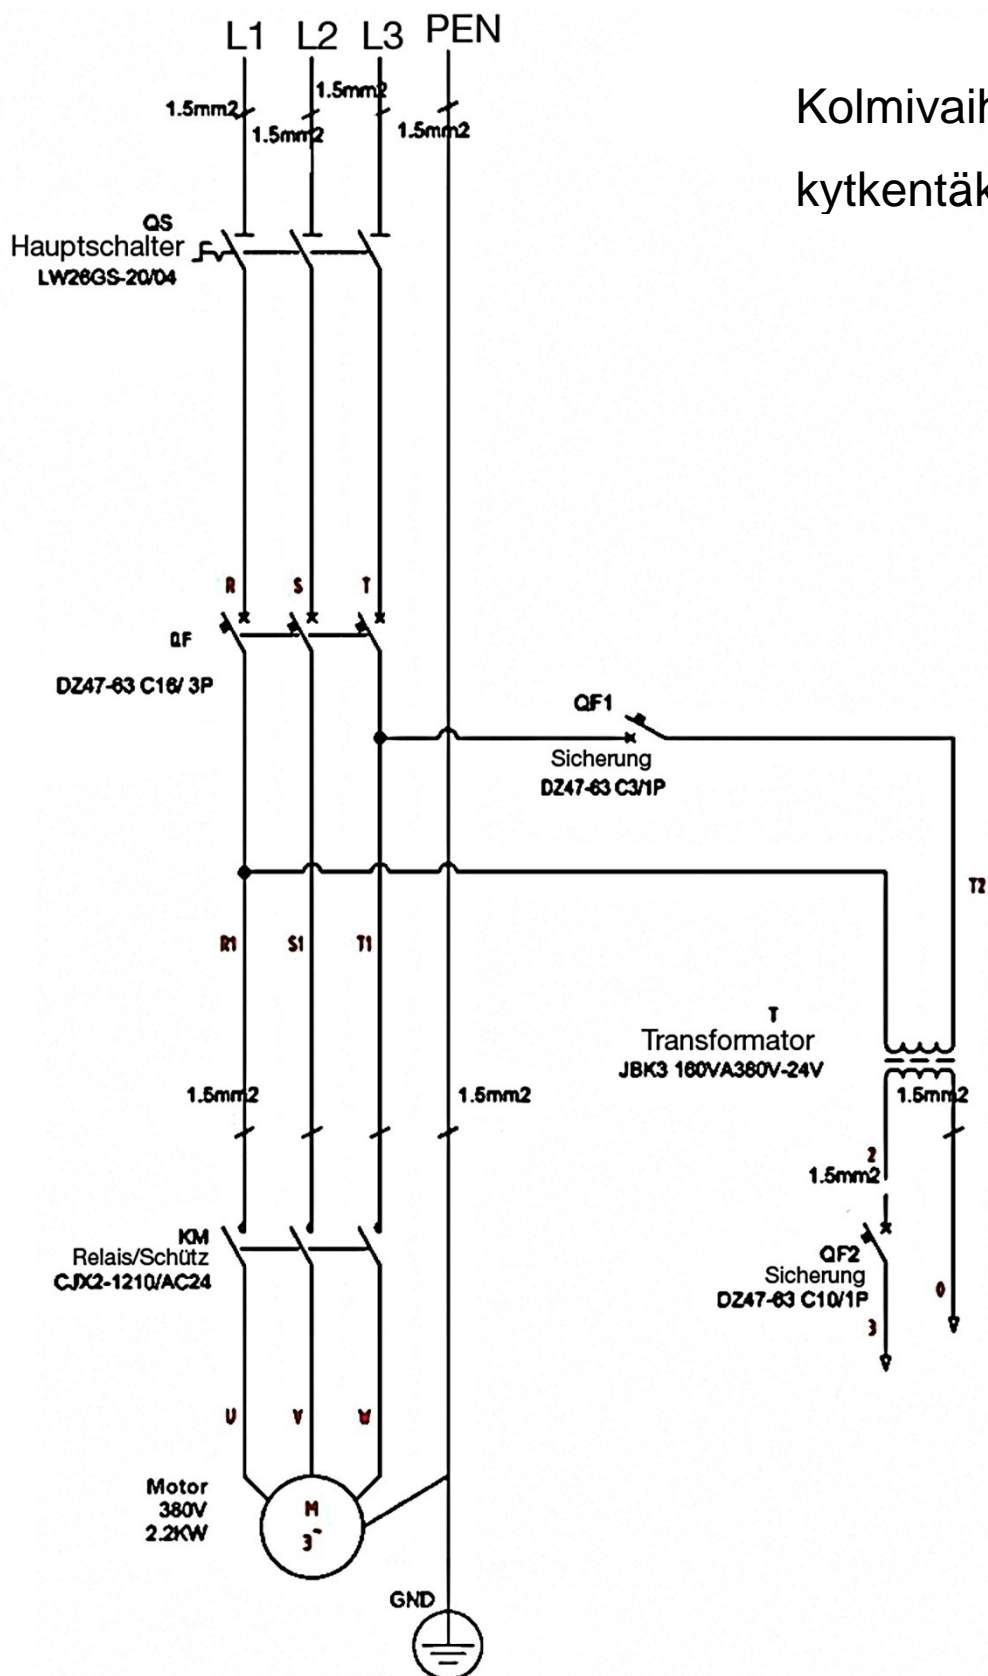 L1 L2 L3 PEN
1.5mm2
1.5mm2
1.5mm2
1.5mm2
QS
Hauptschalter
LW26GS-20/04
R S T
QF
DZ47-63 C16/ 3P
QF1
Sicherung
DZ47-63 C3/1P
T2
R1 S1 T1
T
Transformator
JBK3 160VA380V-24V
1.5mm2
1.5mm2
1.5mm2
2
1.5mm2
KM
Relais/Schütz
CJX2-1210/AC24
QF2
Sicherung
DZ47-63 C10/1P
0
3
U V W
Motor
380V
2.2KW
M
3~
GND